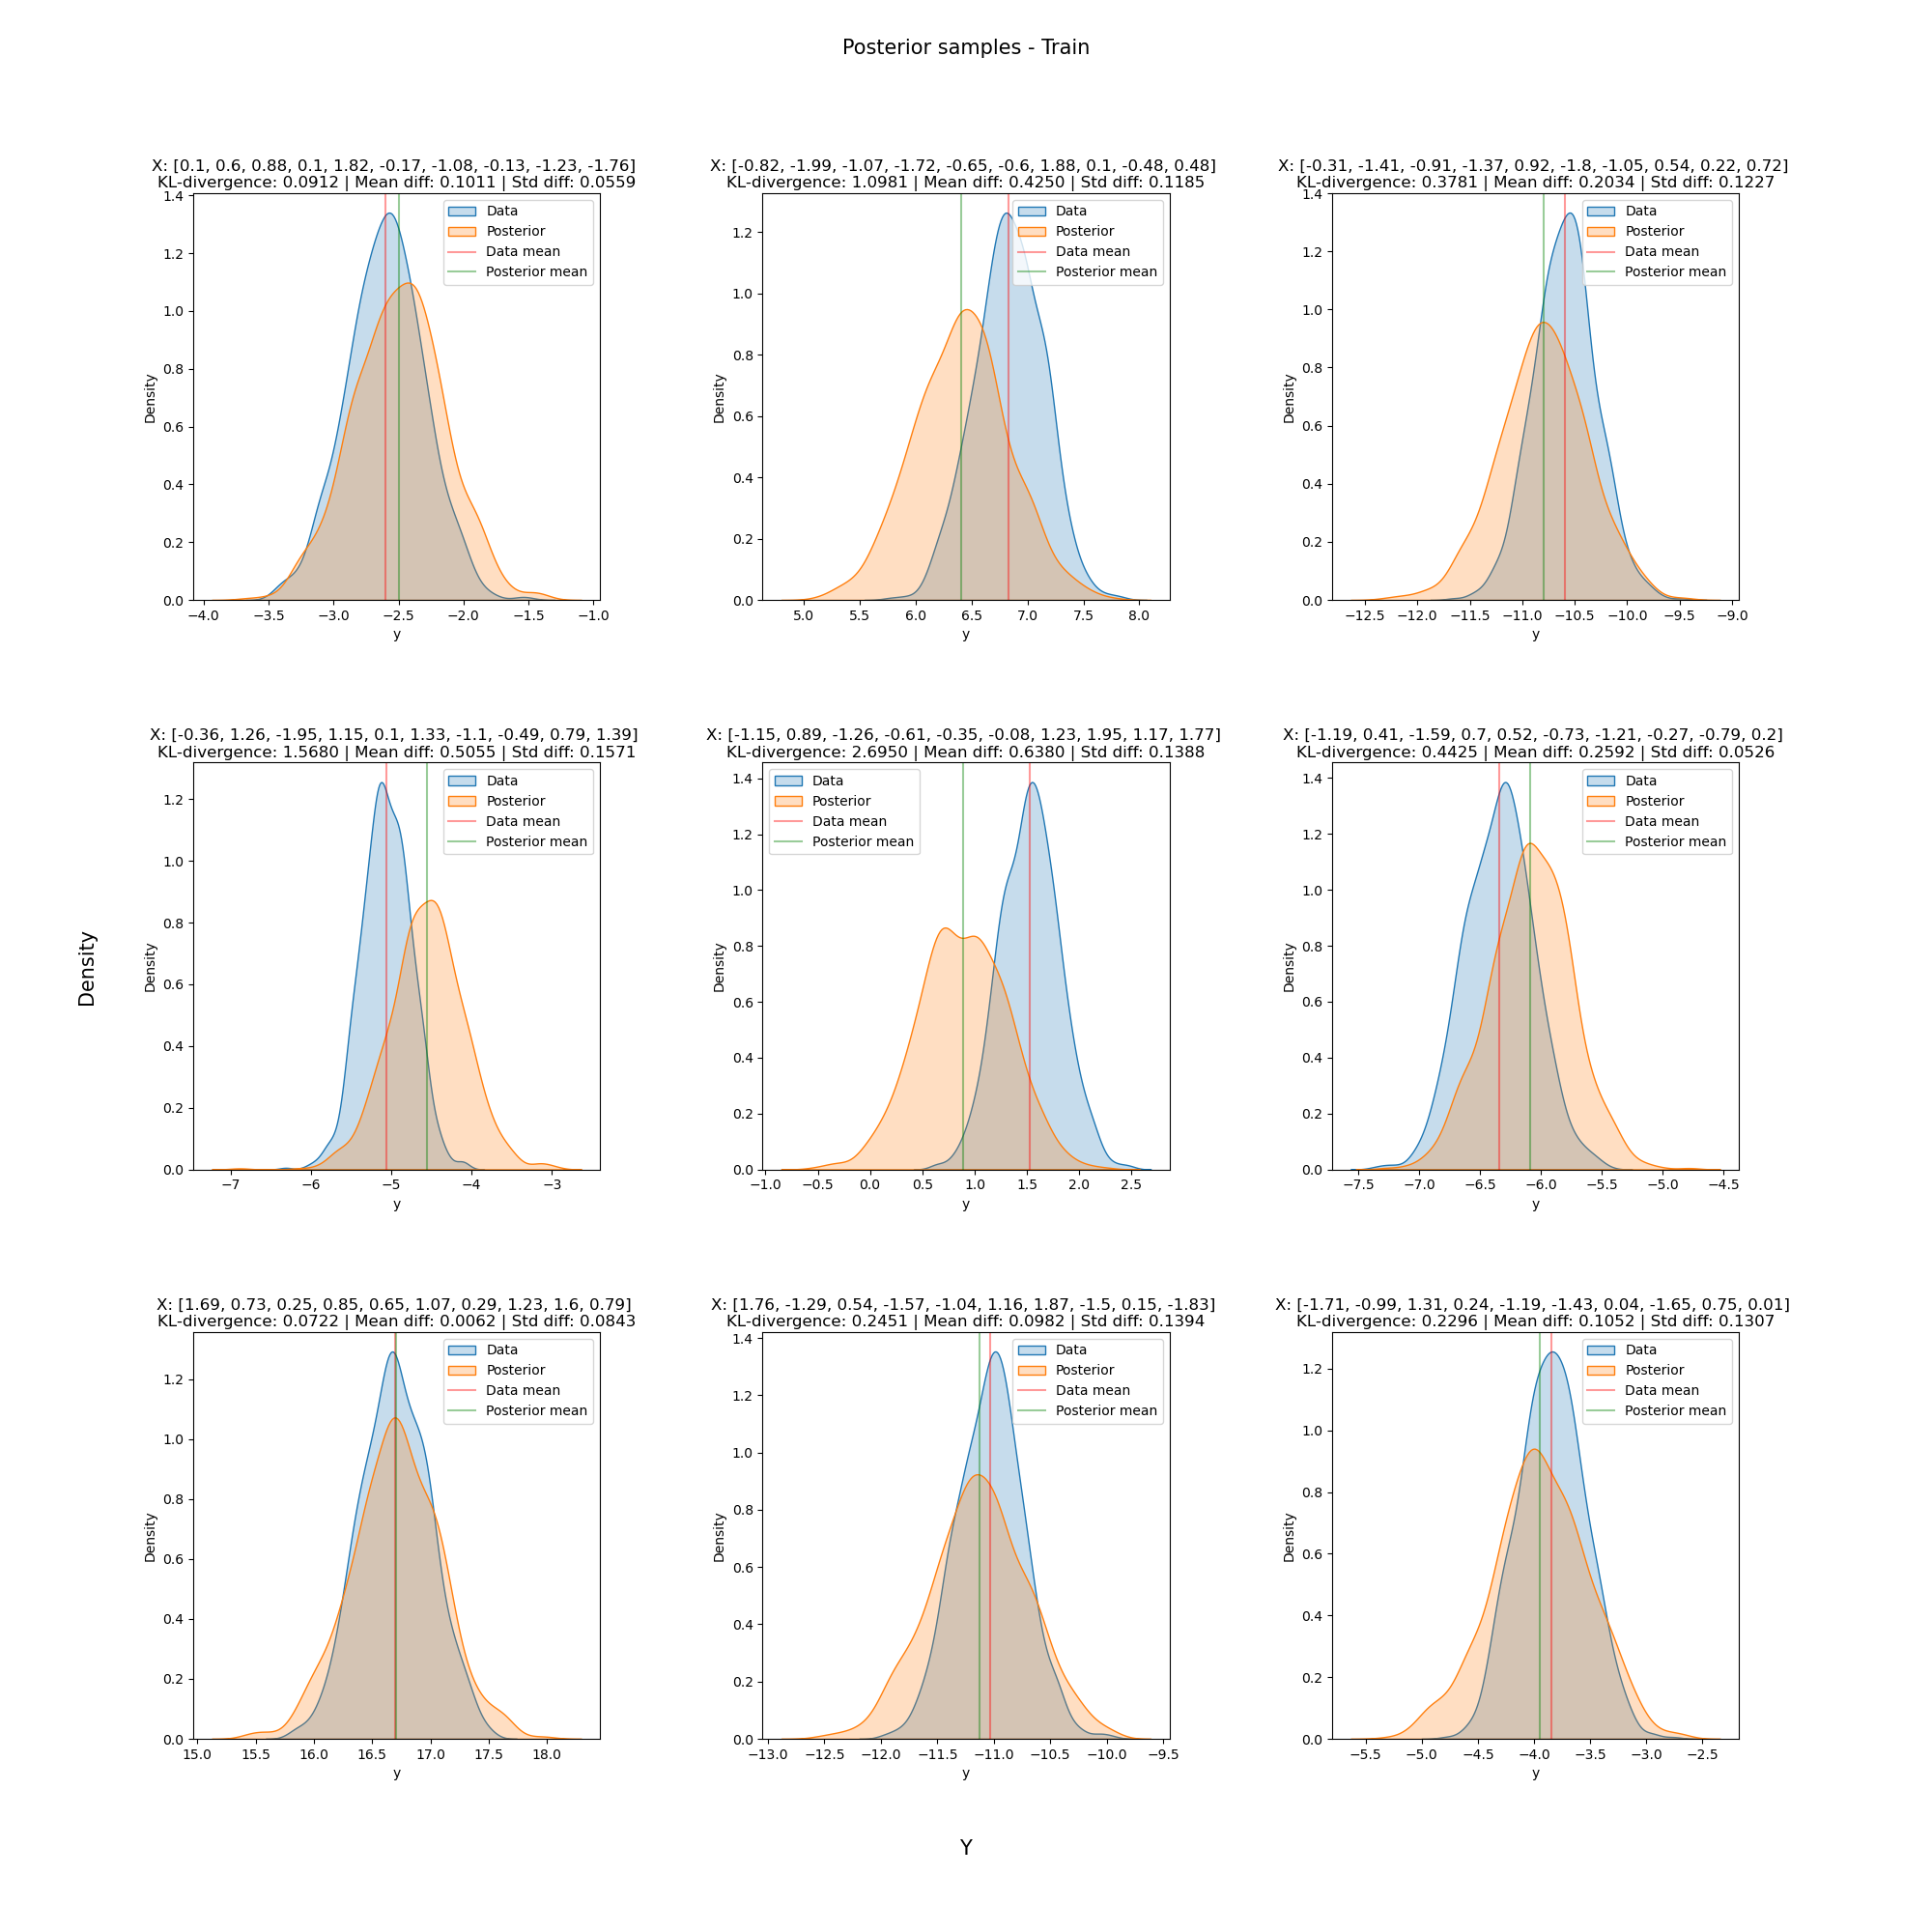 Posterior samples - Train
X: [0.1, 0.6, 0.88, 0.1, 1.82, -0.17, -1.08, -0.13, -1.23, -1.76]
KL-divergence: 0.0912 | Mean diff: 0.1011 | Std diff: 0.0559
Data
Posterior
Data mean
Posterior mean
Density
0.0
0.2
0.4
0.6
0.8
1.0
1.2
1.4
−4.0 −3.5 −3.0 −2.5 −2.0 −1.5 −1.0
y
X: [-0.82, -1.99, -1.07, -1.72, -0.65, -0.6, 1.88, 0.1, -0.48, 0.48]
KL-divergence: 1.0981 | Mean diff: 0.4250 | Std diff: 0.1185
Data
Posterior
Data mean
Posterior mean
Density
0.0
0.2
0.4
0.6
0.8
1.0
1.2
5.0 5.5 6.0 6.5 7.0 7.5 8.0
y
X: [-0.31, -1.41, -0.91, -1.37, 0.92, -1.8, -1.05, 0.54, 0.22, 0.72]
KL-divergence: 0.3781 | Mean diff: 0.2034 | Std diff: 0.1227
Data
Posterior
Data mean
Posterior mean
Density
0.0
0.2
0.4
0.6
0.8
1.0
1.2
1.4
−12.5 −12.0 −11.5 −11.0 −10.5 −10.0 −9.5 −9.0
y
X: [-0.36, 1.26, -1.95, 1.15, 0.1, 1.33, -1.1, -0.49, 0.79, 1.39]
KL-divergence: 1.5680 | Mean diff: 0.5055 | Std diff: 0.1571
Data
Posterior
Data mean
Posterior mean
Density
0.0
0.2
0.4
0.6
0.8
1.0
1.2
−7 −6 −5 −4 −3
y
X: [-1.15, 0.89, -1.26, -0.61, -0.35, -0.08, 1.23, 1.95, 1.17, 1.77]
KL-divergence: 2.6950 | Mean diff: 0.6380 | Std diff: 0.1388
Data
Posterior
Data mean
Posterior mean
Density
0.0
0.2
0.4
0.6
0.8
1.0
1.2
1.4
−1.0 −0.5 0.0 0.5 1.0 1.5 2.0 2.5
y
X: [-1.19, 0.41, -1.59, 0.7, 0.52, -0.73, -1.21, -0.27, -0.79, 0.2]
KL-divergence: 0.4425 | Mean diff: 0.2592 | Std diff: 0.0526
Data
Posterior
Data mean
Posterior mean
Density
0.0
0.2
0.4
0.6
0.8
1.0
1.2
1.4
−7.5 −7.0 −6.5 −6.0 −5.5 −5.0 −4.5
y
Density
X: [1.69, 0.73, 0.25, 0.85, 0.65, 1.07, 0.29, 1.23, 1.6, 0.79]
KL-divergence: 0.0722 | Mean diff: 0.0062 | Std diff: 0.0843
Data
Posterior
Data mean
Posterior mean
Density
0.0
0.2
0.4
0.6
0.8
1.0
1.2
15.0 15.5 16.0 16.5 17.0 17.5 18.0
y
X: [1.76, -1.29, 0.54, -1.57, -1.04, 1.16, 1.87, -1.5, 0.15, -1.83]
KL-divergence: 0.2451 | Mean diff: 0.0982 | Std diff: 0.1394
Data
Posterior
Data mean
Posterior mean
Density
0.0
0.2
0.4
0.6
0.8
1.0
1.2
1.4
−13.0 −12.5 −12.0 −11.5 −11.0 −10.5 −10.0 −9.5
y
X: [-1.71, -0.99, 1.31, 0.24, -1.19, -1.43, 0.04, -1.65, 0.75, 0.01]
KL-divergence: 0.2296 | Mean diff: 0.1052 | Std diff: 0.1307
Data
Posterior
Data mean
Posterior mean
Density
0.0
0.2
0.4
0.6
0.8
1.0
1.2
−5.5 −5.0 −4.5 −4.0 −3.5 −3.0 −2.5
y
Y